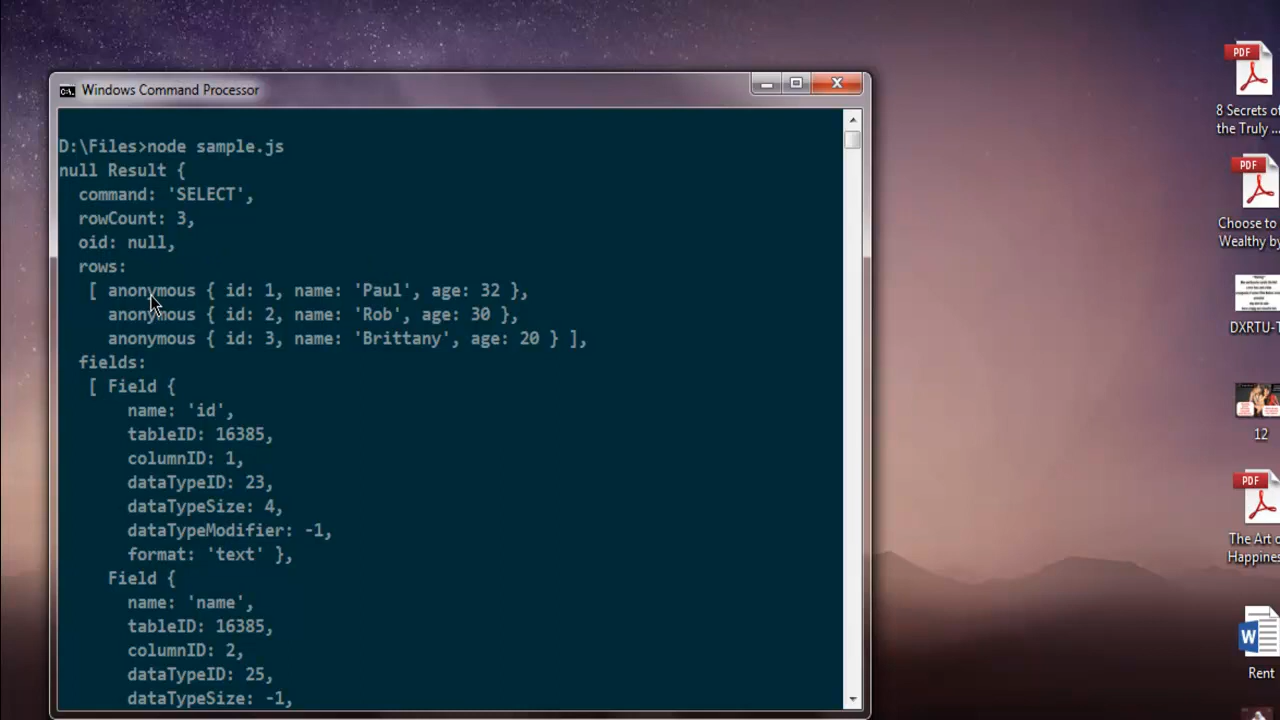 Windows Command Processor
D:\Files>node sample.js
null Result {
command: 'SELECT',
rowCount: 3,
oid: null,
rows:
[ anonymous { id: 1, name: 'Paul', age: 32 },
anonymous { id: 2, name: 'Rob', age: 30 },
anonymous { id: 3, name: 'Brittany', age: 20 } ],
fields:
[ Field {
name: 'id',
tableID: 16385,
columnID: 1,
dataTypeID: 23,
dataTypeSize: 4,
dataTypeModifier: -1,
format: 'text' },
Field {
name: 'name',
tableID: 16385,
columnID: 2,
dataTypeID: 25,
dataTypeSize: -1,
PDF
8 Secrets of
the Truly ...
PDF
Choose to
Wealthy by
DXRTU-T
12
PDF
The Art o
Happines
W
Rent